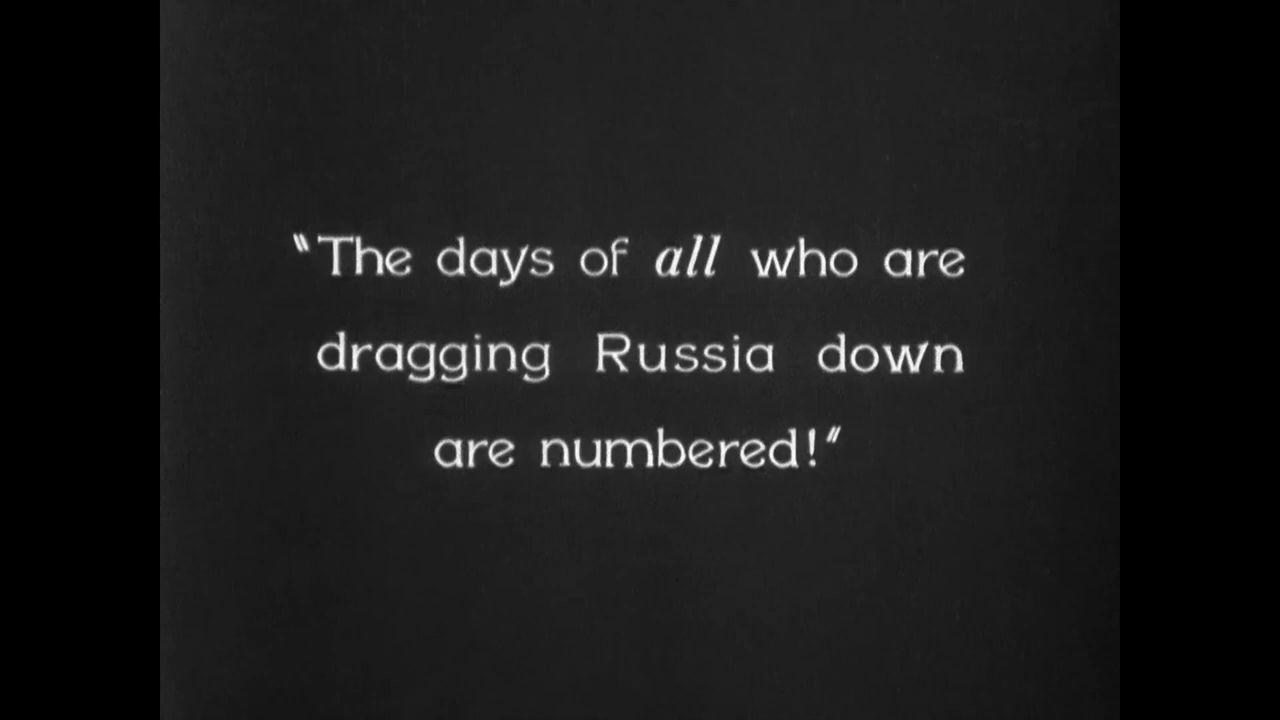 "The days of all who are
dragging Russia down
are numbered!"